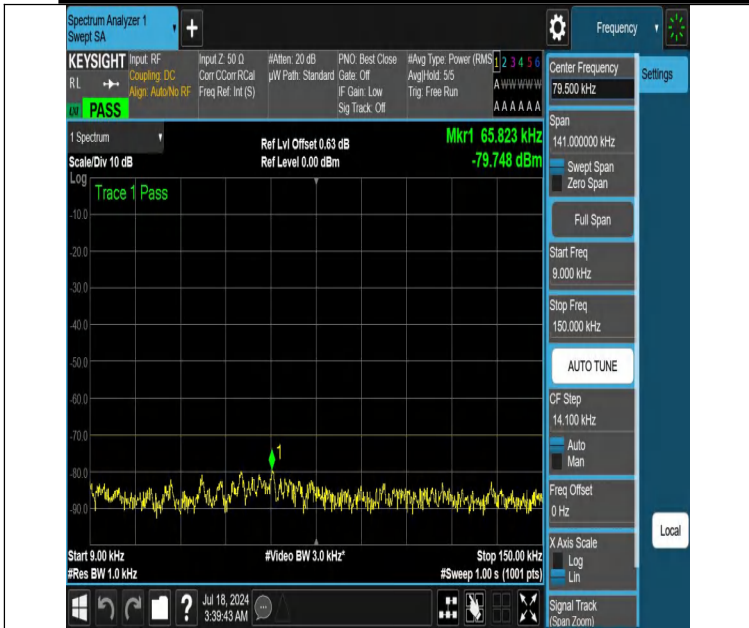 Spectrum Analyzer 1
Swept SA
+
Frequency
KEYSIGHT
RL
LXI PASS
Input: RF
Coupling: DC
Align: Auto/No RF
Input Z: 50 Ω
Corr CCorr RCal
Freq Ref: Int (S)
#Atten: 20 dB
µW Path: Standard
PNO: Best Close
Gate: Off
IF Gain: Low
Sig Track: Off
#Avg Type: Power (RMS
Avg|Hold: 5/5
Trig: Free Run
1 2 3 4 5 6
A W W W W W
A A A A A A
1 Spectrum
Scale/Div 10 dB
Ref Lvl Offset 0.63 dB
Ref Level 0.00 dBm
Mkr1 65.823 kHz
-79.748 dBm
Log
Trace 1 Pass
-10.0
-20.0
-30.0
-40.0
-50.0
-60.0
-70.0
-80.0
-90.0
1
Start 9.00 kHz
#Res BW 1.0 kHz
#Video BW 3.0 kHz*
Stop 150.00 kHz
#Sweep 1.00 s (1001 pts)
Center Frequency
79.500 kHz
Settings
Span
141.000000 kHz
Swept Span
Zero Span
Full Span
Start Freq
9.000 kHz
Stop Freq
150.000 kHz
AUTO TUNE
CF Step
14.100 kHz
Auto
Man
Freq Offset
0 Hz
X Axis Scale
Log
Lin
Local
Signal Track
(Span Zoom)
?
Jul 18, 2024
3:39:43 AM